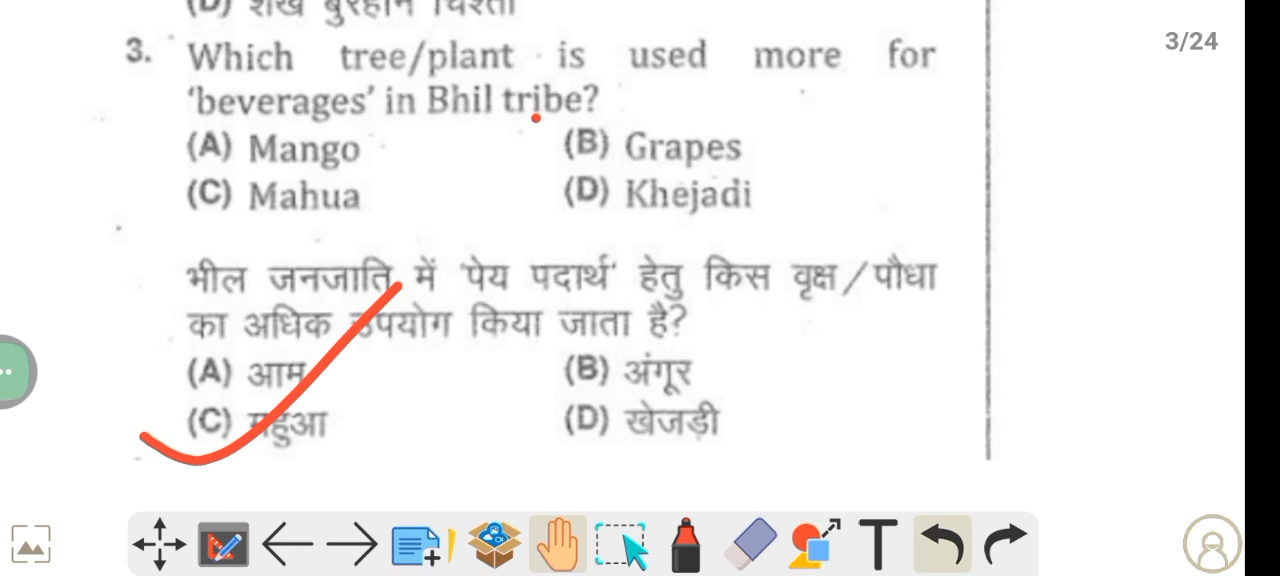 (D) शेख बुरहान चिश्ती
3/24
3. Which tree/plant is used more for
'beverages' in Bhil tribe?
(A) Mango (B) Grapes
(C) Mahua (D) Khejadi
भील जनजाति में 'पेय पदार्थ' हेतु किस वृक्ष/पौधा
का अधिक उपयोग किया जाता है?
(A) आम (B) अंगूर
(C) महुआ (D) खेजड़ी